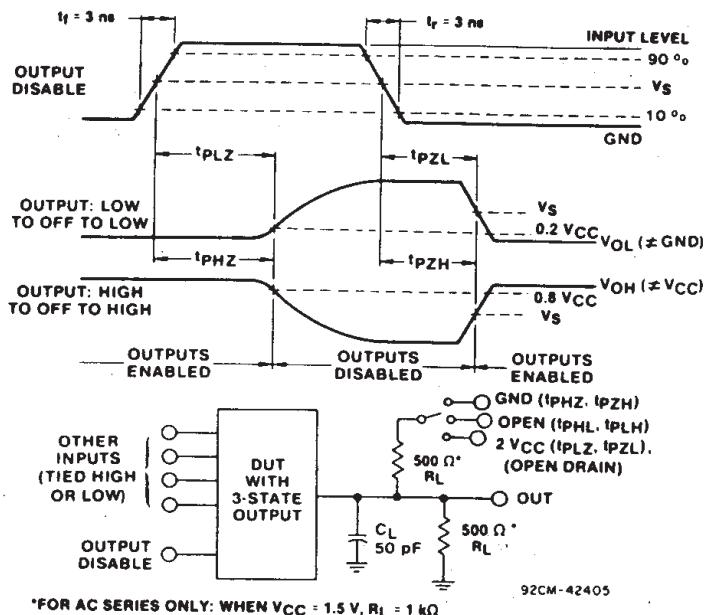 tf = 3 ns
tr = 3 ns
INPUT LEVEL
90 %
VS
10 %
GND
OUTPUT
DISABLE
tPLZ
tPZL
OUTPUT: LOW
TO OFF TO LOW
VS
0.2 VCC
VOL (≠ GND)
tPHZ
tPZH
OUTPUT: HIGH
TO OFF TO
HIGH
VOH (≠ VCC)
0.8 VCC
VS
OUTPUTS
ENABLED
OUTPUTS
DISABLED
OUTPUTS
ENABLED
GND (tPHZ, tPZH)
OPEN (tPHL, tPLH)
2 VCC (tPLZ, tPZL),
(OPEN DRAIN)
OTHER
INPUTS
(TIED HIGH
OR LOW)
DUT
WITH
3-STATE
OUTPUT
500 Ω*
RL
OUT
OUTPUT
DISABLE
CL
50 pF
500 Ω*
RL
92CM-42405
*FOR AC SERIES ONLY: WHEN VCC = 1.5 V, RL = 1 kΩ